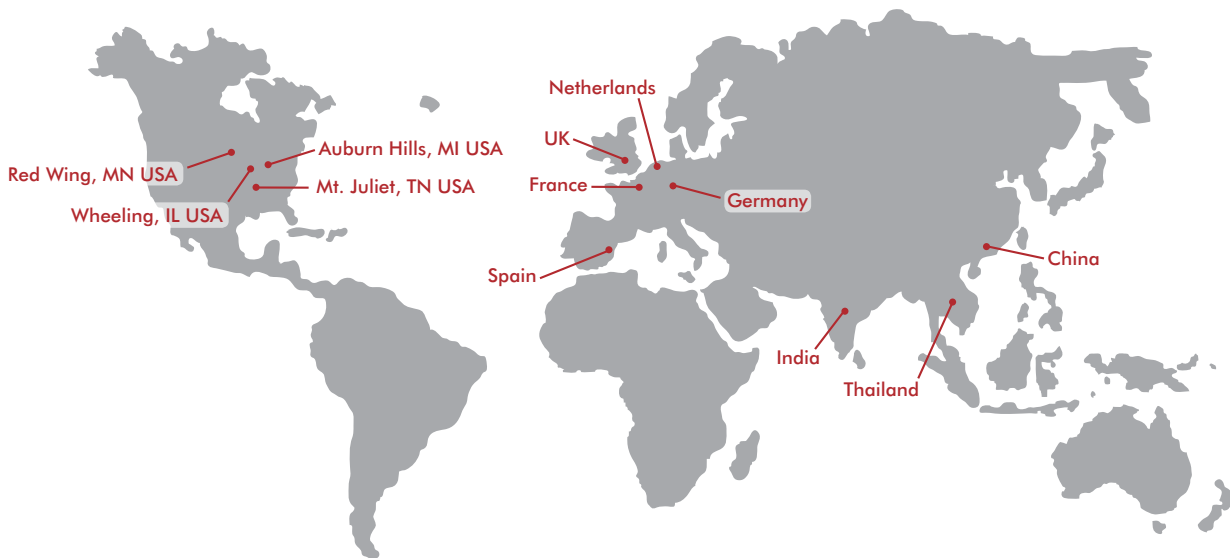 Netherlands
UK
Auburn Hills, MI USA
Red Wing, MN USA
Mt. Juliet, TN USA
France
Germany
Wheeling, IL USA
Spain
China
India
Thailand